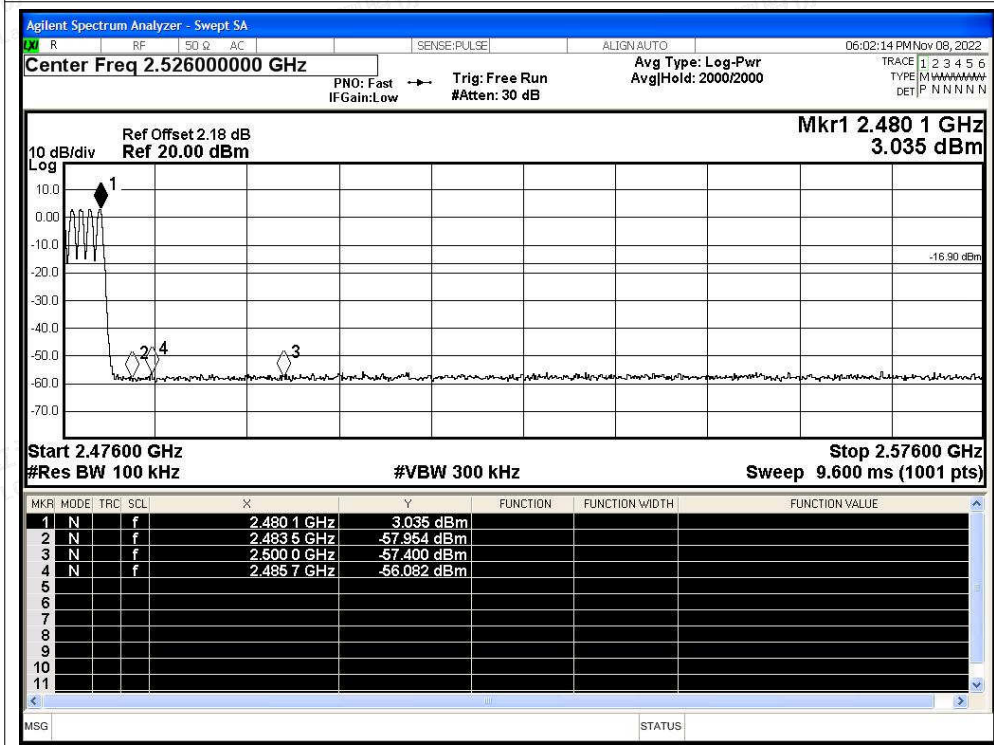 Agilent Spectrum Analyzer - Swept SA
LXI R RF 50 Ω AC SENSE:PULSE ALIGN AUTO 06:02:14 PM Nov 08, 2022
Center Freq 2.526000000 GHz
PNO: Fast
IFGain:Low
Trig: Free Run
#Atten: 30 dB
Avg Type: Log-Pwr
Avg|Hold: 2000/2000
TRACE 1 2 3 4 5 6
TYPE M WWWWW
DET P N N N N N
Mkr1 2.480 1 GHz
3.035 dBm
Ref Offset 2.18 dB
10 dB/div Ref 20.00 dBm
Log
10.0
0.00
-10.0
-20.0
-30.0
-40.0
-50.0
-60.0
-70.0
1
2
4
3
-16.90 dBm
Start 2.47600 GHz Stop 2.57600 GHz
#Res BW 100 kHz #VBW 300 kHz Sweep 9.600 ms (1001 pts)
MKR MODE TRC SCL X Y FUNCTION FUNCTION WIDTH FUNCTION VALUE
1 N f 2.480 1 GHz 3.035 dBm
2 N f 2.483 5 GHz -57.954 dBm
3 N f 2.500 0 GHz -57.400 dBm
4 N f 2.485 7 GHz -56.082 dBm
5
6
7
8
9
10
11
MSG STATUS